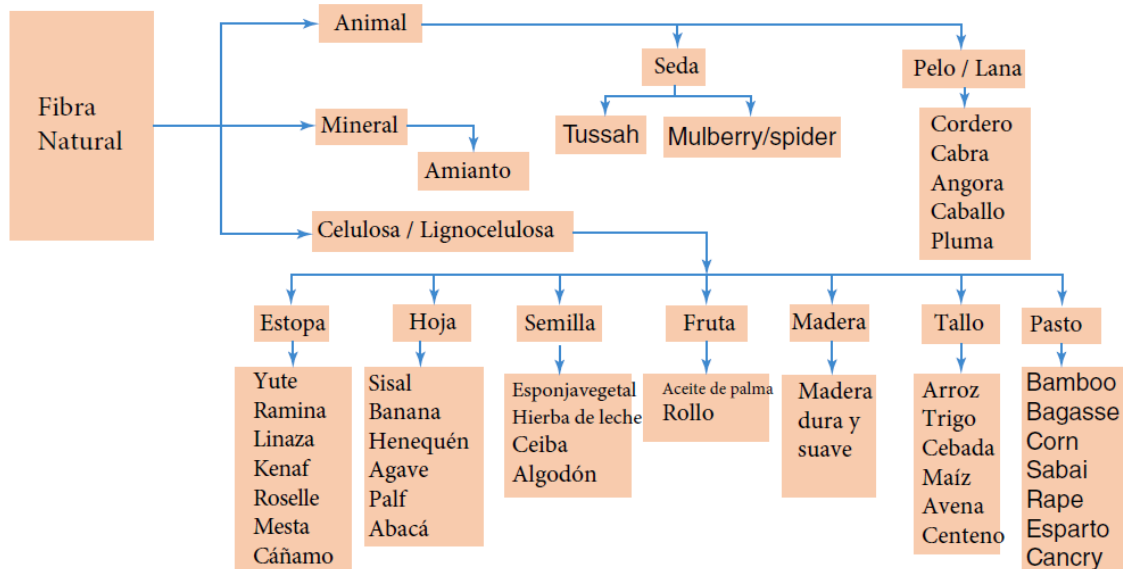 Fibra
Natural
Animal
Seda
Pelo / Lana
Tussah
Mulberry/spider
Cordero
Cabra
Angora
Caballo
Pluma
Mineral
Amianto
Celulosa / Lignocelulosa
Estopa
Hoja
Semilla
Fruta
Madera
Tallo
Pasto
Yute
Ramina
Linaza
Kenaf
Roselle
Mesta
Cáñamo
Sisal
Banana
Henequén
Agave
Palf
Abacá
Esponjavegetal
Hierba de leche
Ceiba
Algodón
Aceite de palma
Rollo
Madera
dura y
suave
Arroz
Trigo
Cebada
Maíz
Avena
Centeno
Bamboo
Bagasse
Corn
Sabai
Rape
Esparto
Cancry